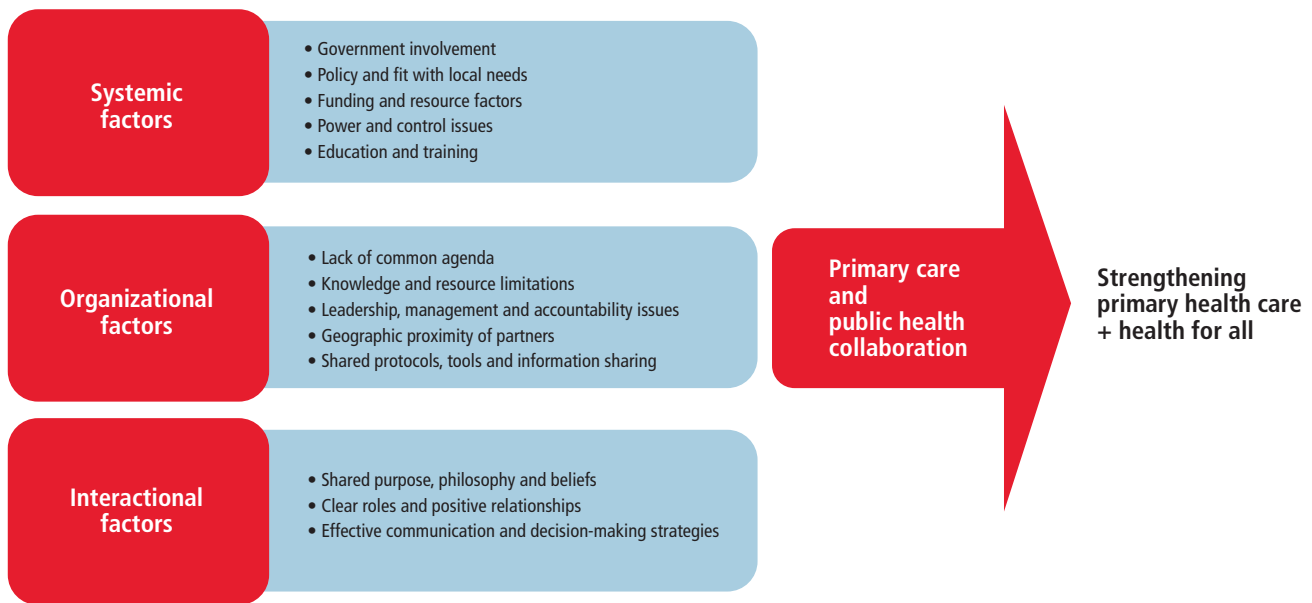 Systemic
factors
• Government involvement
• Policy and fit with local needs
• Funding and resource factors
• Power and control issues
• Education and training
Organizational
factors
• Lack of common agenda
• Knowledge and resource limitations
• Leadership, management and accountability issues
• Geographic proximity of partners
• Shared protocols, tools and information sharing
Interactional
factors
• Shared purpose, philosophy and beliefs
• Clear roles and positive relationships
• Effective communication and decision-making strategies
Primary care
and
public health
collaboration
Strengthening
primary health care
+ health for all